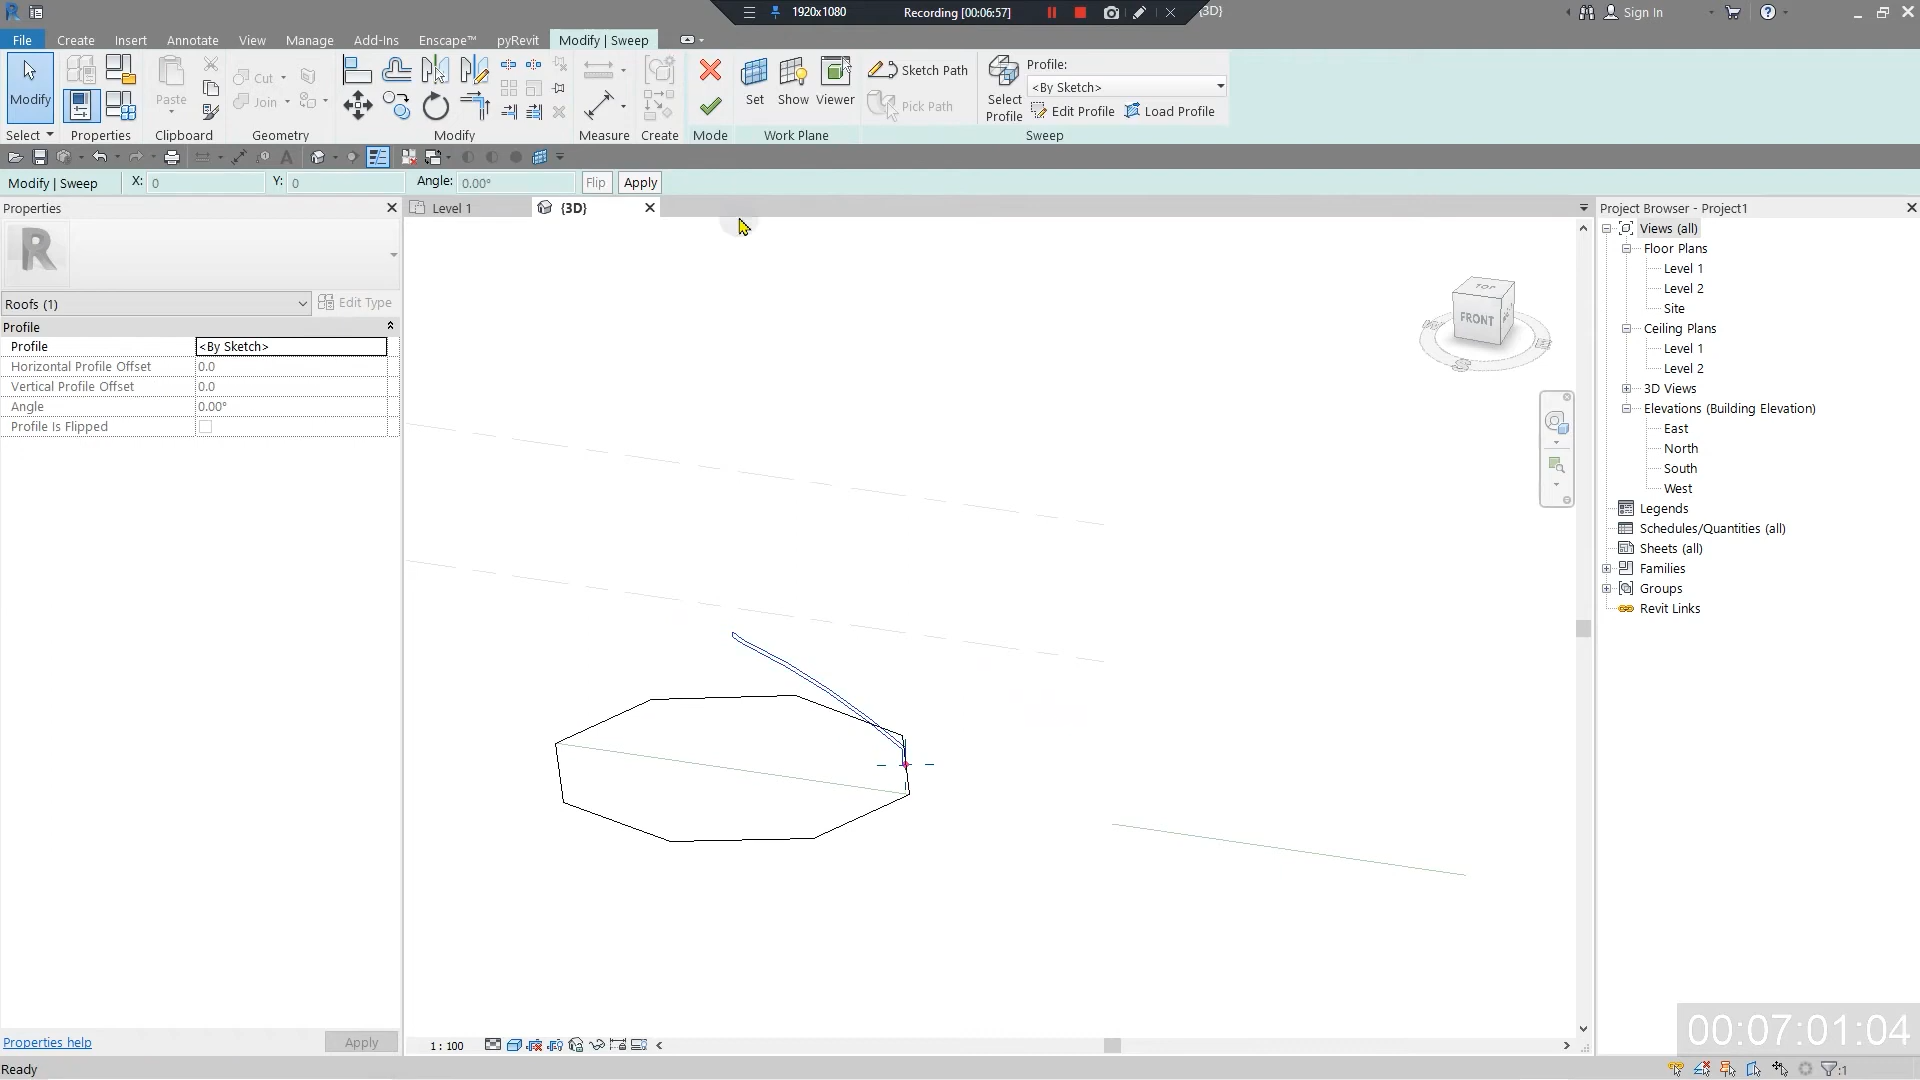 1920x1080
Recording [00:06:57]
{3D}
Sign In
File
Create
Insert
Annotate
View
Manage
Add-Ins
Enscape™
pyRevit
Modify | Sweep
Modify
Paste
Cut
Join
Set
Show
Viewer
Sketch Path
Pick Path
Select Profile
Profile:
<By Sketch>
Edit Profile
Load Profile
Select
Properties
Clipboard
Geometry
Modify
Measure
Create
Mode
Work Plane
Sweep
Modify | Sweep
X: 0
Y: 0
Angle: 0.00°
Flip
Apply
Properties
R
Roofs (1)
Edit Type
Profile
Profile <By Sketch>
Horizontal Profile Offset 0.0
Vertical Profile Offset 0.0
Angle 0.00°
Profile Is Flipped
Properties help
Apply
Ready
Level 1
{3D}
TOP
FRONT
1 : 100
Project Browser - Project1
Views (all)
Floor Plans
Level 1
Level 2
Site
Ceiling Plans
Level 1
Level 2
3D Views
Elevations (Building Elevation)
East
North
South
West
Legends
Schedules/Quantities (all)
Sheets (all)
Families
Groups
Revit Links
00:07:01:04
:1